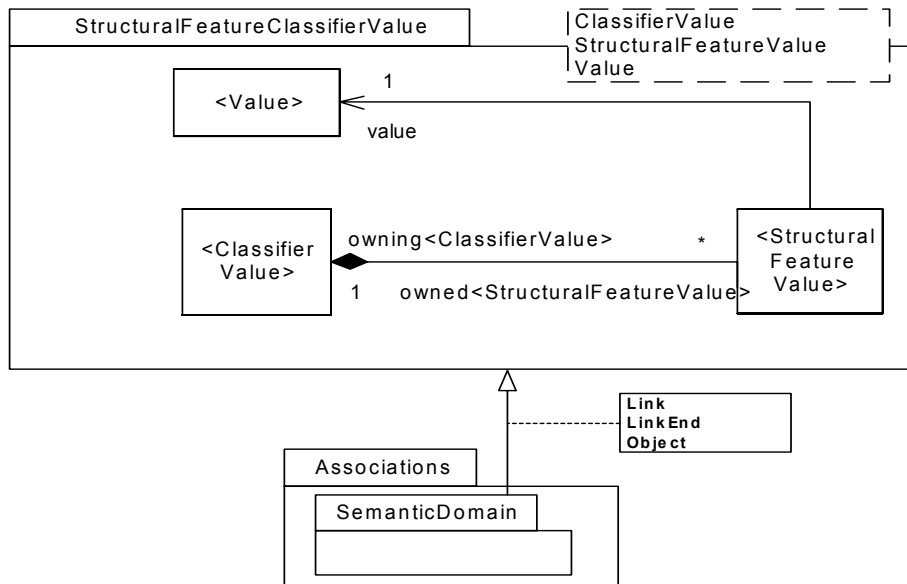 StructuralFeatureClassifierValue
ClassifierValue
StructuralFeatureValue
Value
1
<Value>
value
<Classifier
Value>
owning<ClassifierValue>
*
<Structural
Feature
Value>
1
owned<StructuralFeatureValue>
Link
LinkEnd
Object
Associations
SemanticDomain